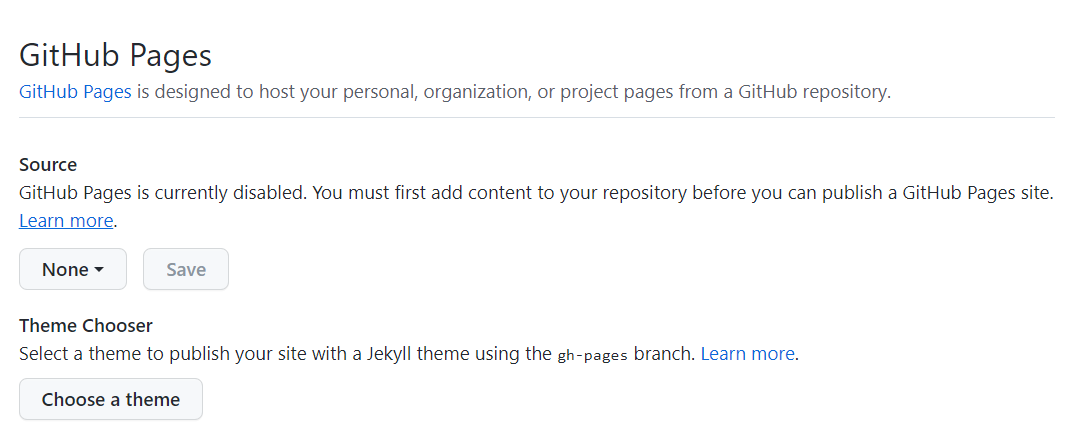 GitHub Pages
GitHub Pages is designed to host your personal, organization, or project pages from a GitHub repository.
Source
GitHub Pages is currently disabled. You must first add content to your repository before you can publish a GitHub Pages site.
Learn more.
None Save
Theme Chooser
Select a theme to publish your site with a Jekyll theme using the gh-pages branch. Learn more.
Choose a theme